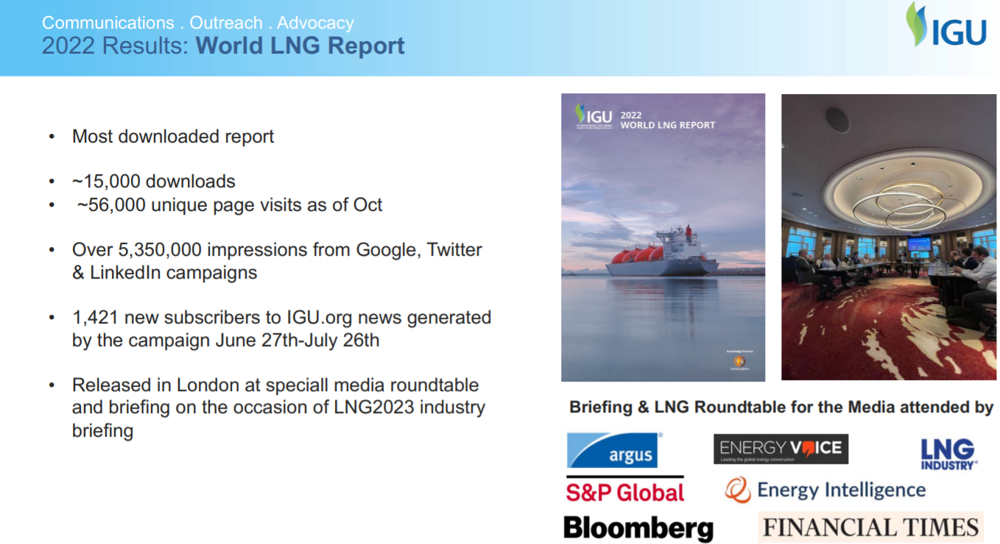 Communications . Outreach . Advocacy
2022 Results: World LNG Report
IGU
• Most downloaded report
• ~15,000 downloads
• ~56,000 unique page visits as of Oct
• Over 5,350,000 impressions from Google, Twitter
& LinkedIn campaigns
• 1,421 new subscribers to IGU.org news generated
by the campaign June 27th-July 26th
• Released in London at speciall media roundtable
and briefing on the occasion of LNG2023 industry
briefing
IGU
2022
WORLD LNG REPORT
Knowledge Partner
Briefing & LNG Roundtable for the Media attended by
argus®
ENERGY VOICE
Leading the global energy conversation
LNG
INDUSTRY
S&P Global
Energy Intelligence
Bloomberg
FINANCIAL TIMES